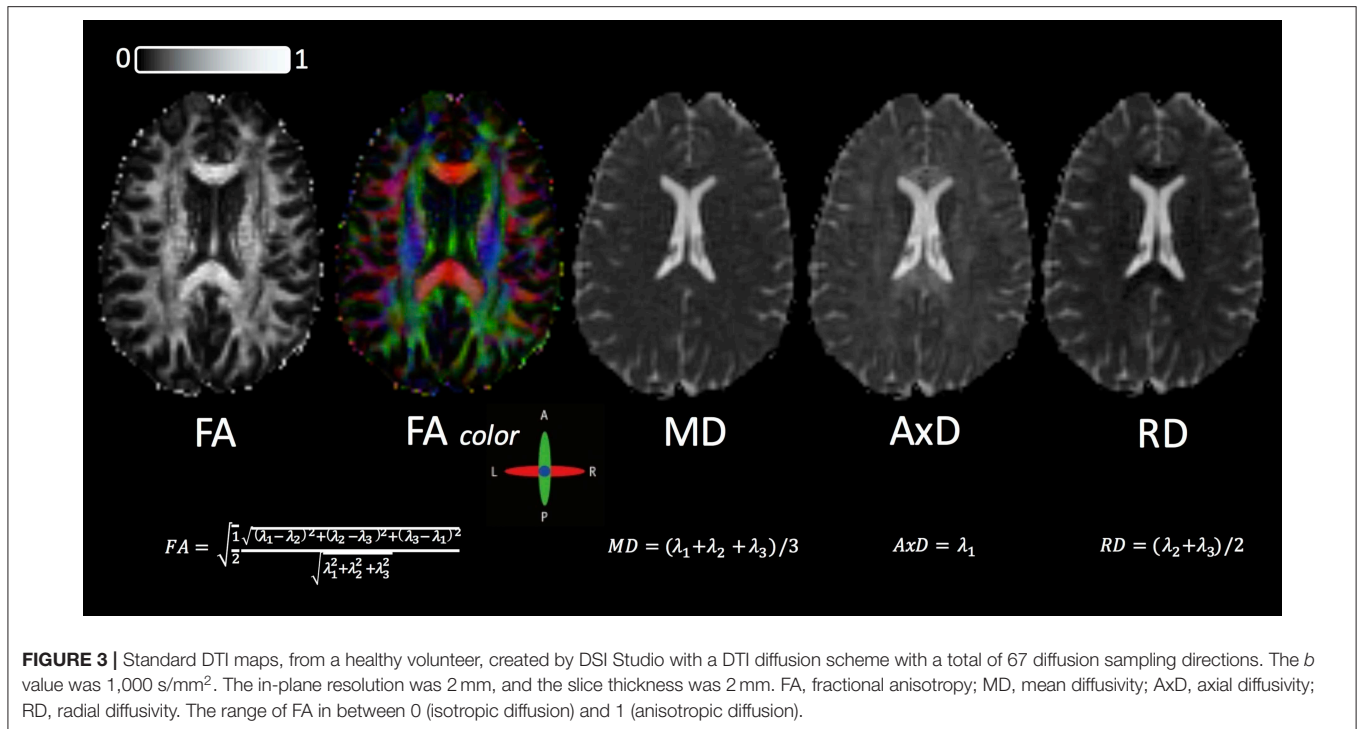 0 1
FA FA color MD AxD RD
A
L R
P
FA = √1/2 √(λ₁−λ₂)²+(λ₂−λ₃)²+(λ₃−λ₁)² / √λ₁²+λ₂²+λ₃²
MD = (λ₁+λ₂+λ₃)/3
AxD = λ₁
RD = (λ₂+λ₃)/2
FIGURE 3 | Standard DTI maps, from a healthy volunteer, created by DSI Studio with a DTI diffusion scheme with a total of 67 diffusion sampling directions. The b
value was 1,000 s/mm². The in-plane resolution was 2 mm, and the slice thickness was 2 mm. FA, fractional anisotropy; MD, mean diffusivity; AxD, axial diffusivity;
RD, radial diffusivity. The range of FA in between 0 (isotropic diffusion) and 1 (anisotropic diffusion).